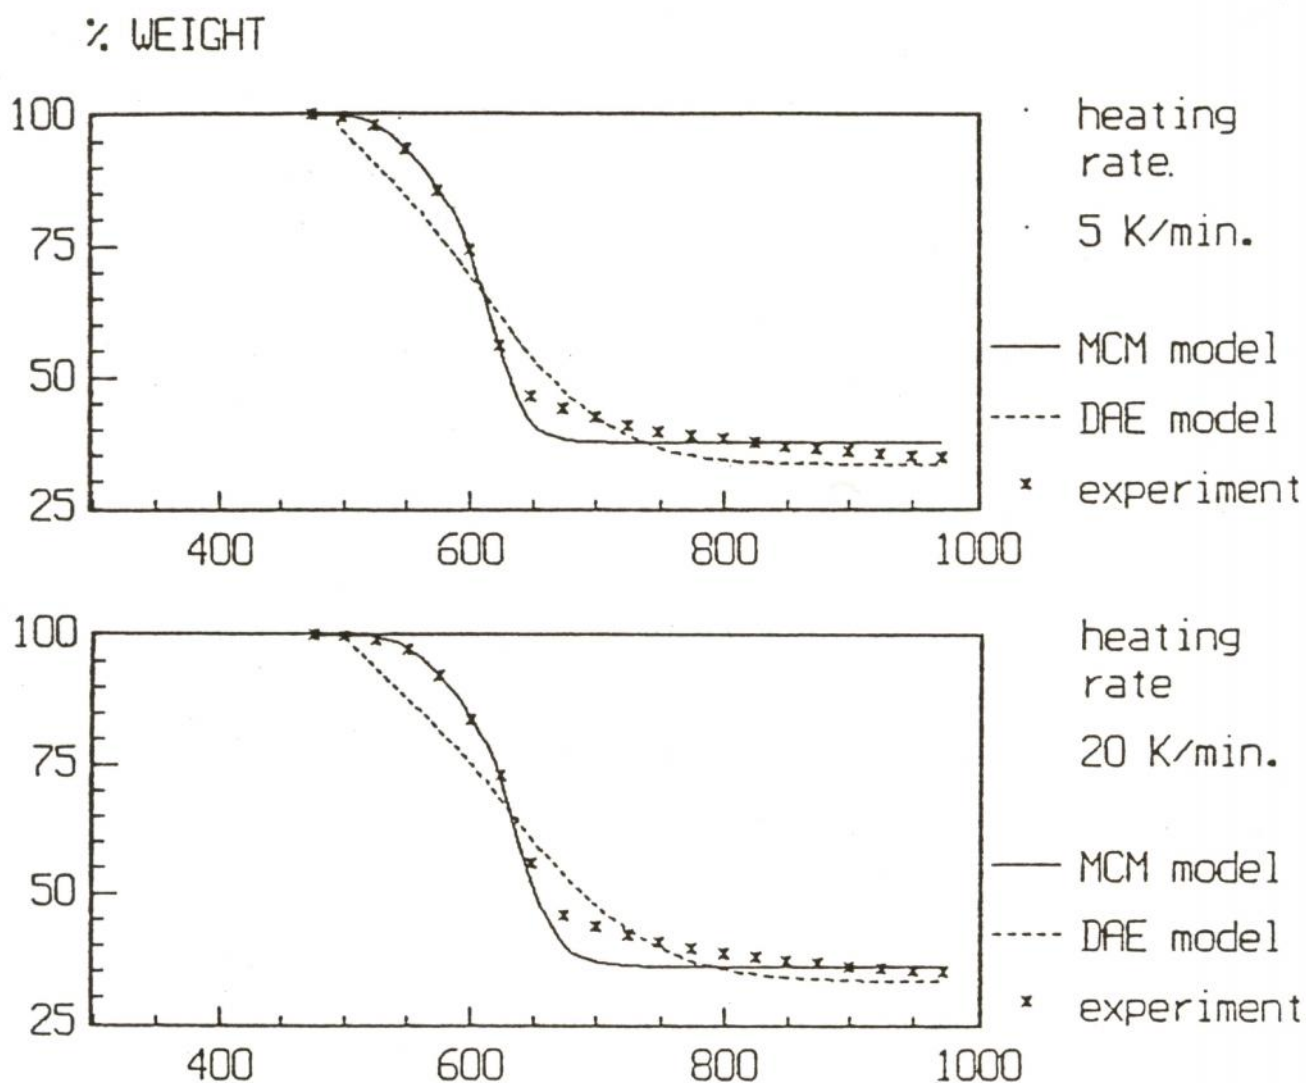 % WEIGHT
100
75
50
25
400 600 800 1000
heating
rate.
5 K/min.
MCM model
DAE model
experiment
100
75
50
25
400 600 800 1000
heating
rate
20 K/min.
MCM model
DAE model
experiment